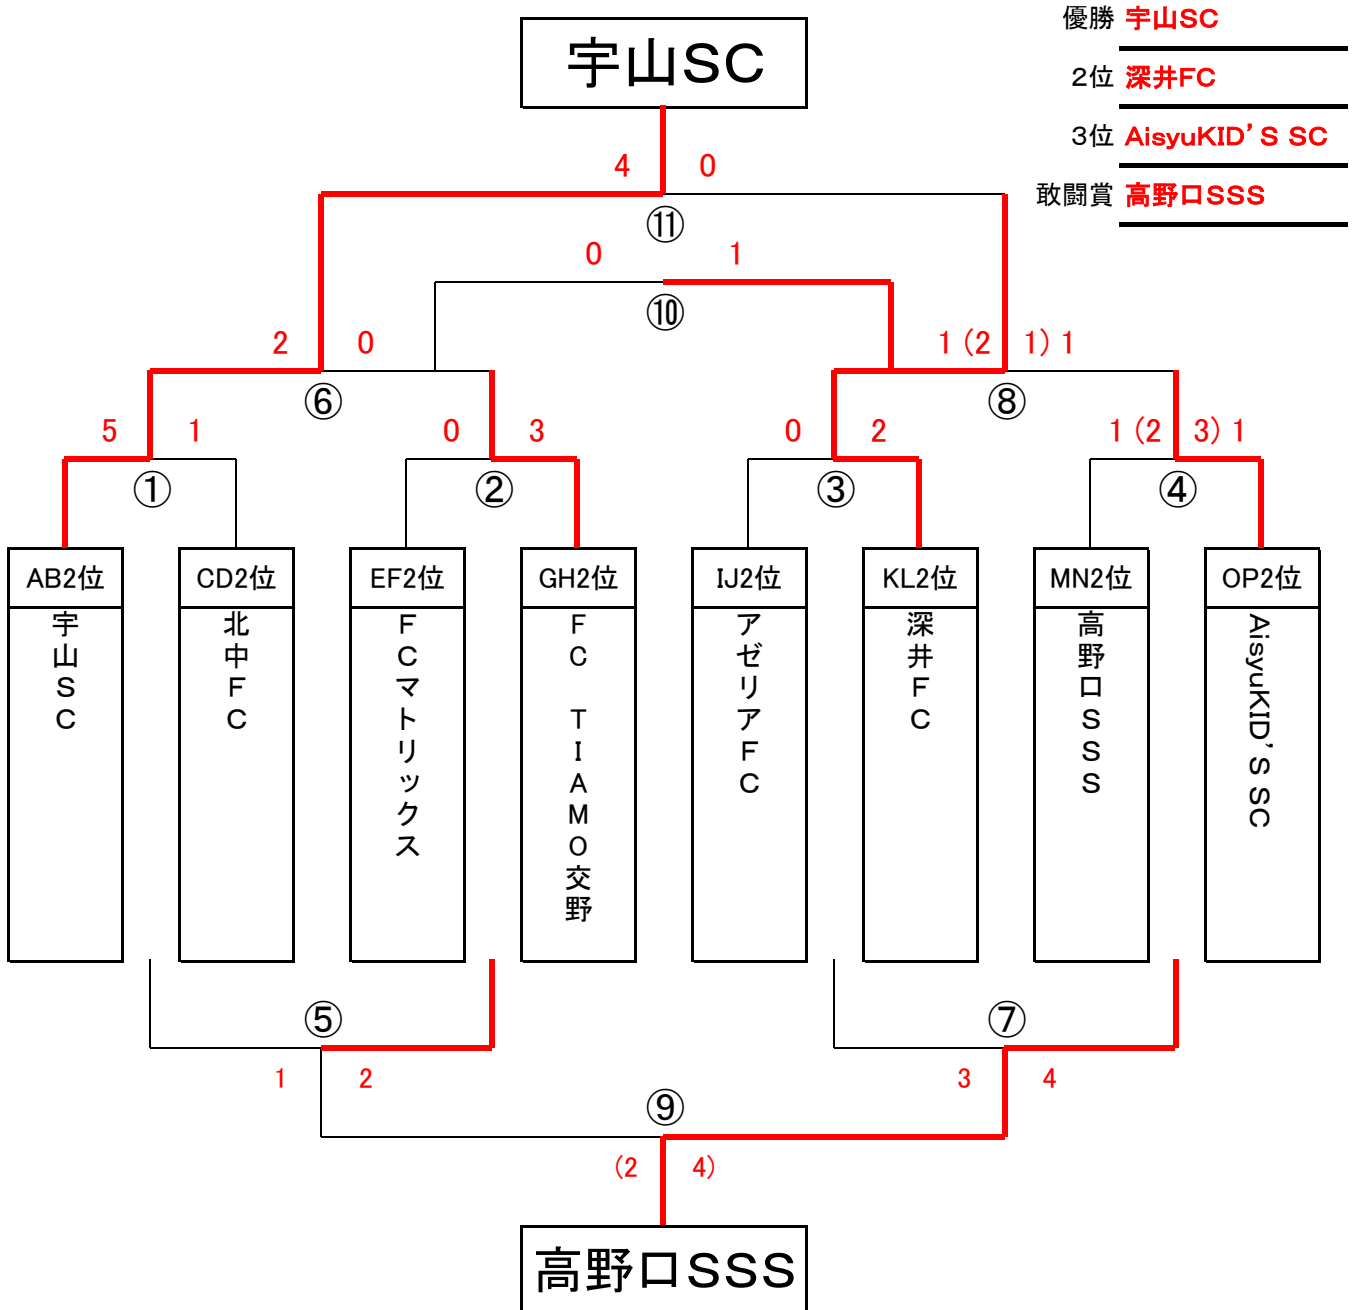 優勝 宇山SC
宇山SC
2位 深井FC
3位 AisyuKID'S SC
4 0
敢闘賞 高野口SSS
⑪
0 1
⑩
2 0 1(2 1)1
⑥ ⑧
5 1 0 3 0 2 1(2 3)1
① ② ③ ④
AB2位 CD2位 EF2位 GH2位 IJ2位 KL2位 MN2位 OP2位
宇山SC
北中FC
FCマトリックス
FC TIAMO交野
アゼリアFC
深井FC
高野口SSS
AisyuKID'S SC
⑤ ⑦
1 2 3 4
⑨
(2 4)
高野口SSS